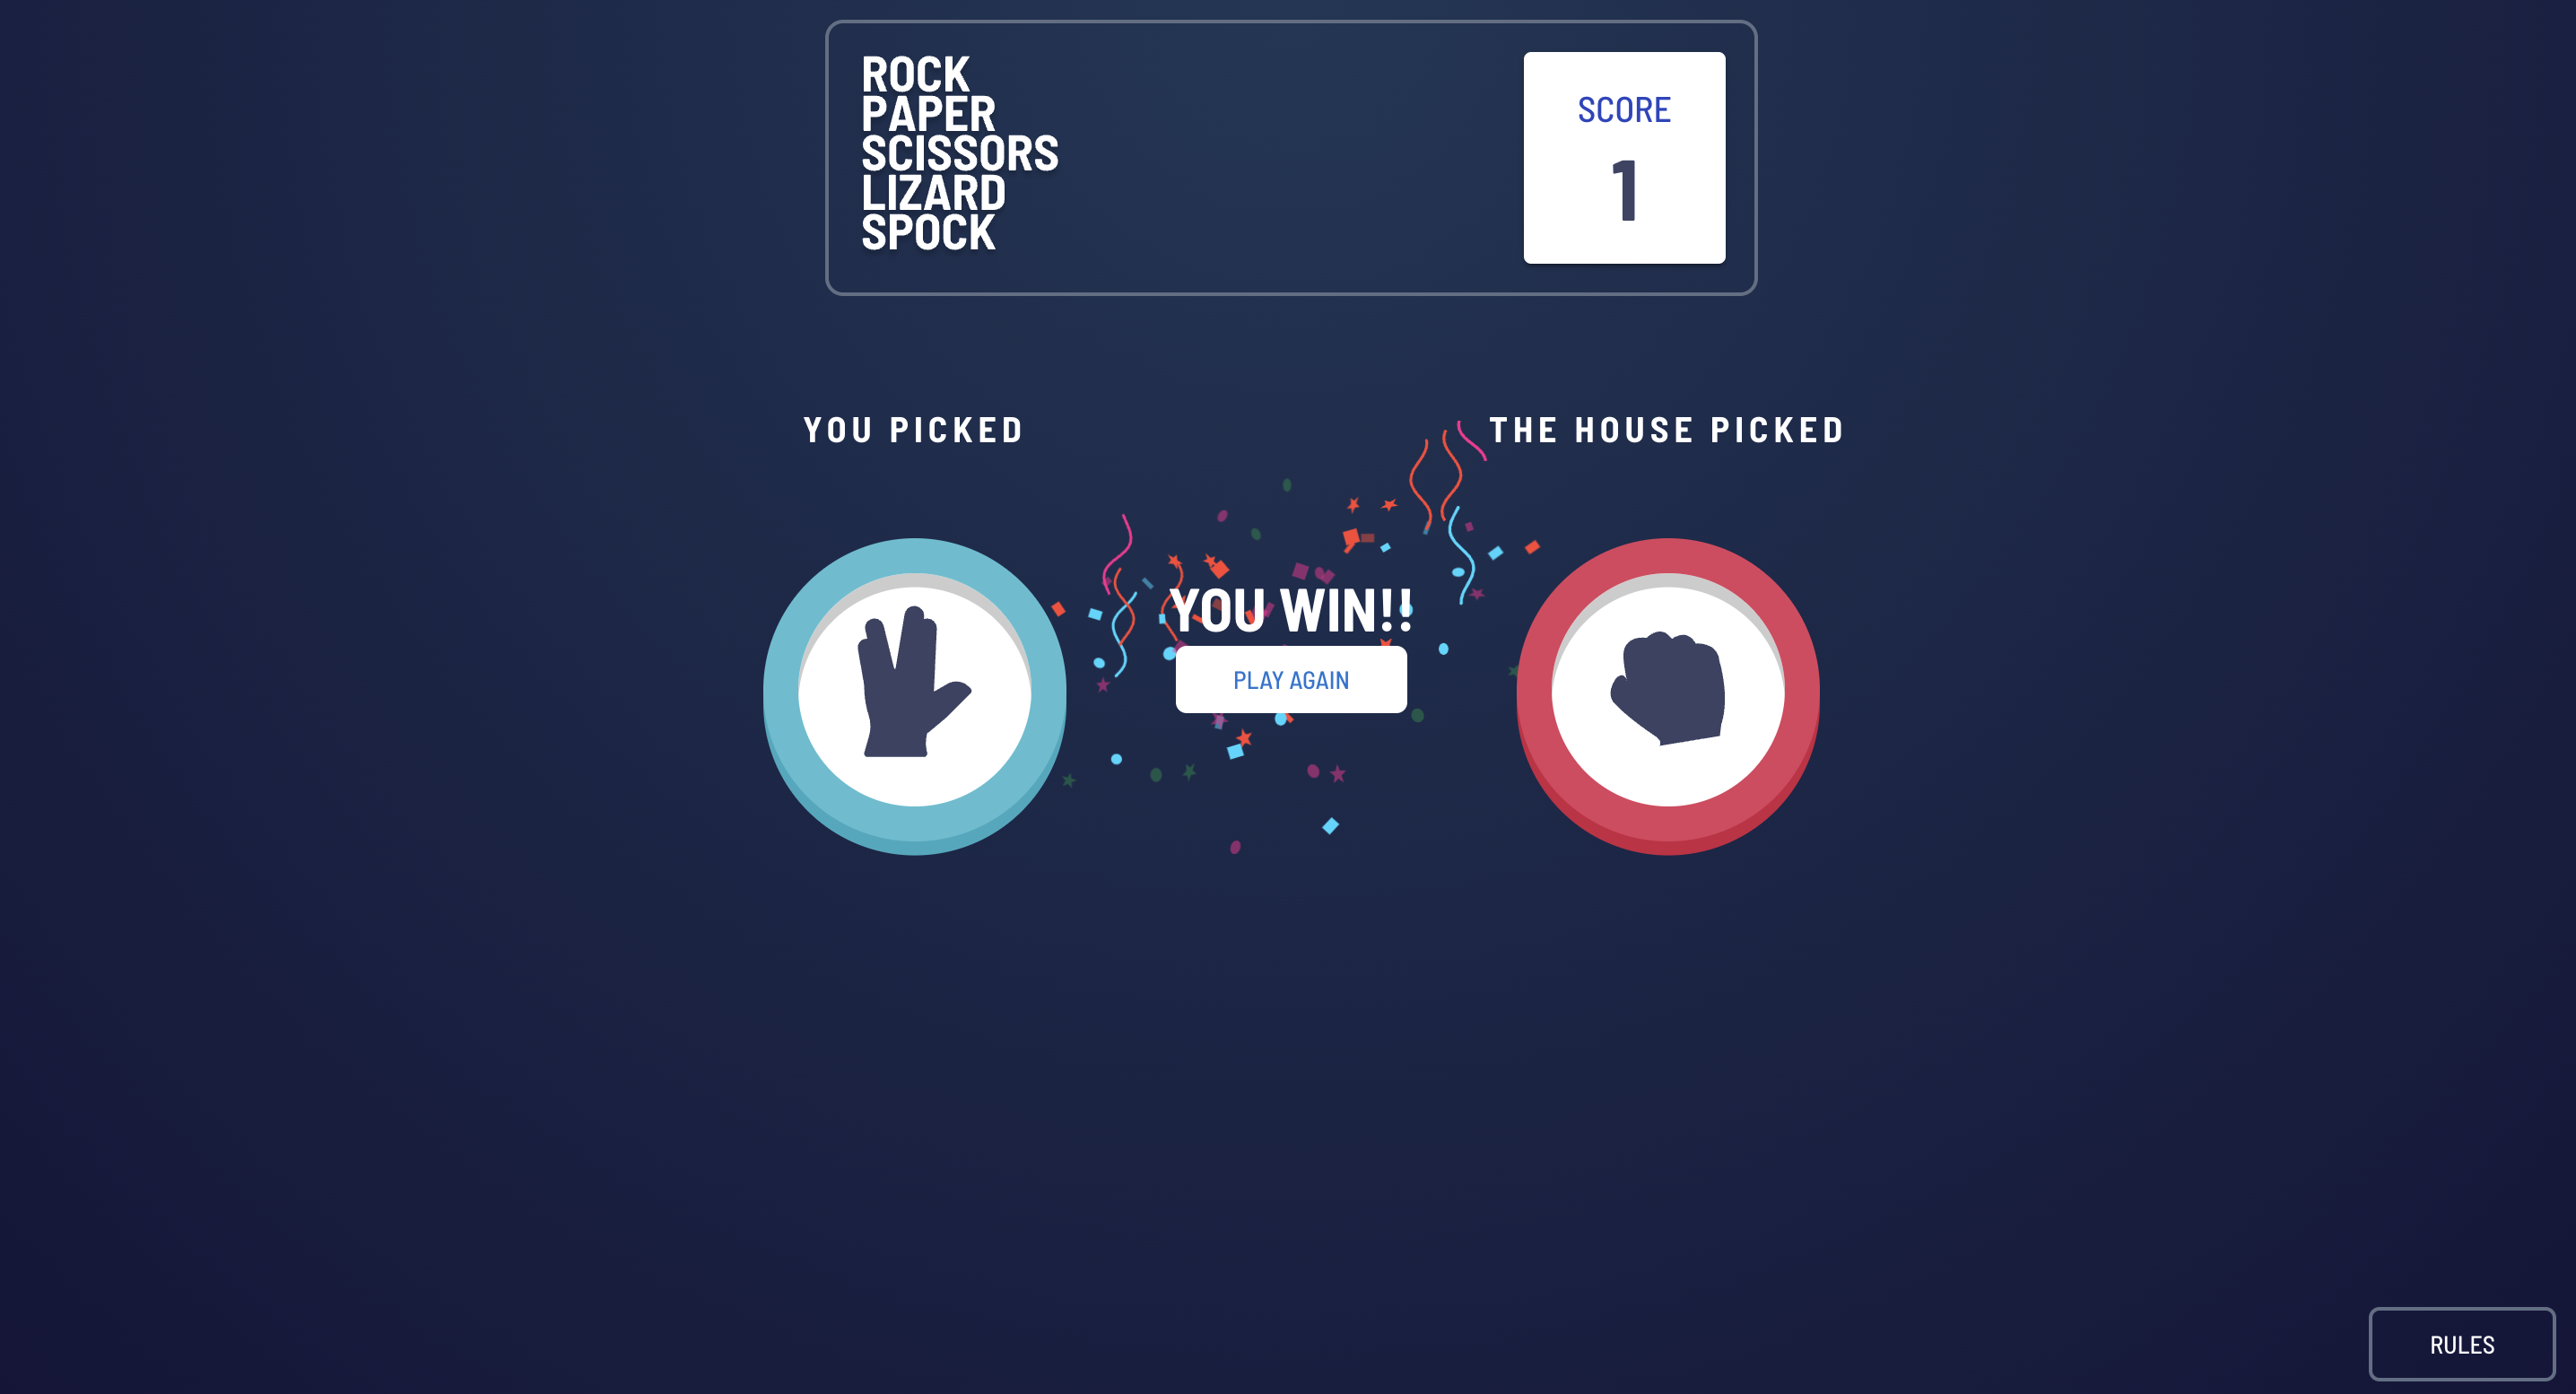 ROCK
PAPER
SCISSORS
LIZARD
SPOCK
SCORE
1
YOU PICKED
THE HOUSE PICKED
YOU WIN!!
PLAY AGAIN
RULES